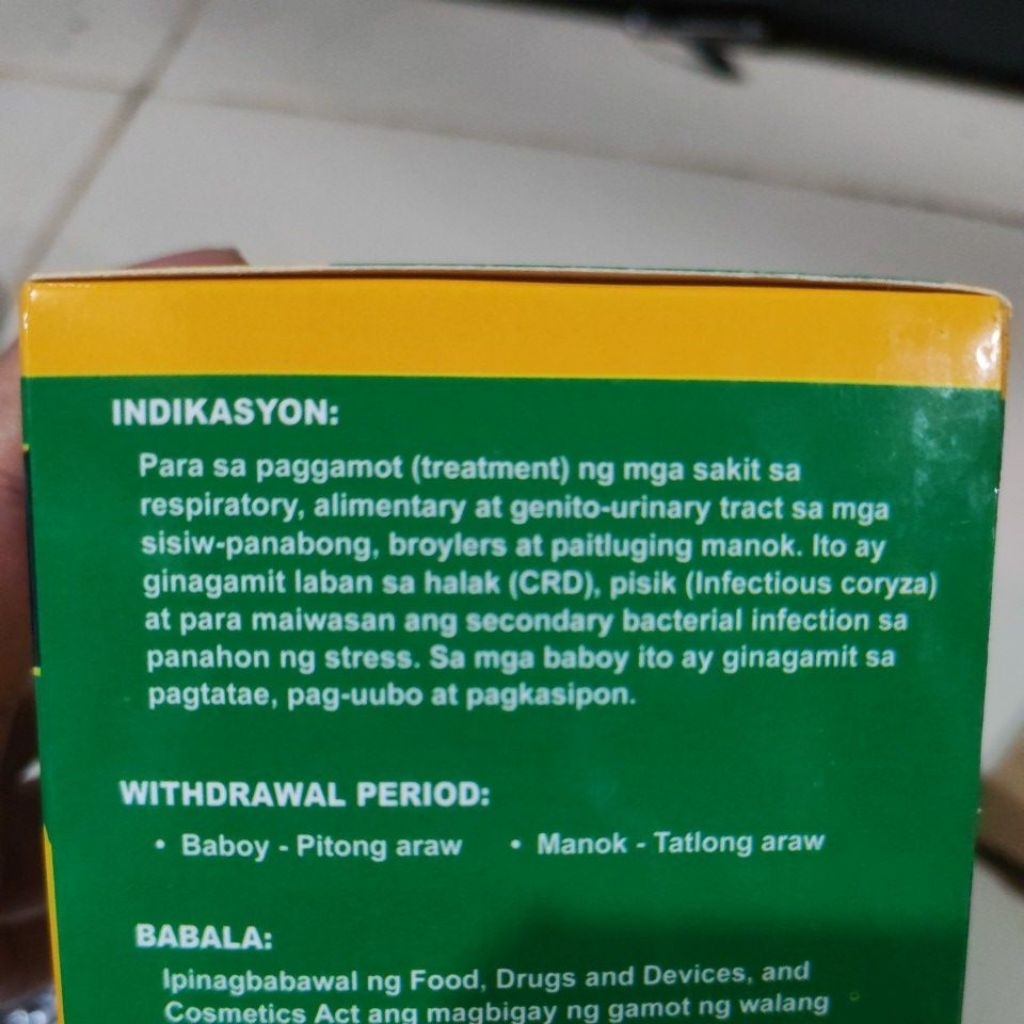 INDIKASYON:
Para sa paggamot (treatment) ng mga sakit sa
respiratory, alimentary at genito-urinary tract sa mga
sisiw-panabong, broylers at paitluging manok. Ito ay
ginagamit laban sa halak (CRD), pisik (Infectious coryza)
at para maiwasan ang secondary bacterial infection sa
panahon ng stress. Sa mga baboy ito ay ginagamit sa
pagtatae, pag-uubo at pagkasipon.
WITHDRAWAL PERIOD:
• Baboy - Pitong araw • Manok - Tatlong araw
BABALA:
Ipinagbabawal ng Food, Drugs and Devices, and
Cosmetics Act ang magbigay ng gamot ng walang